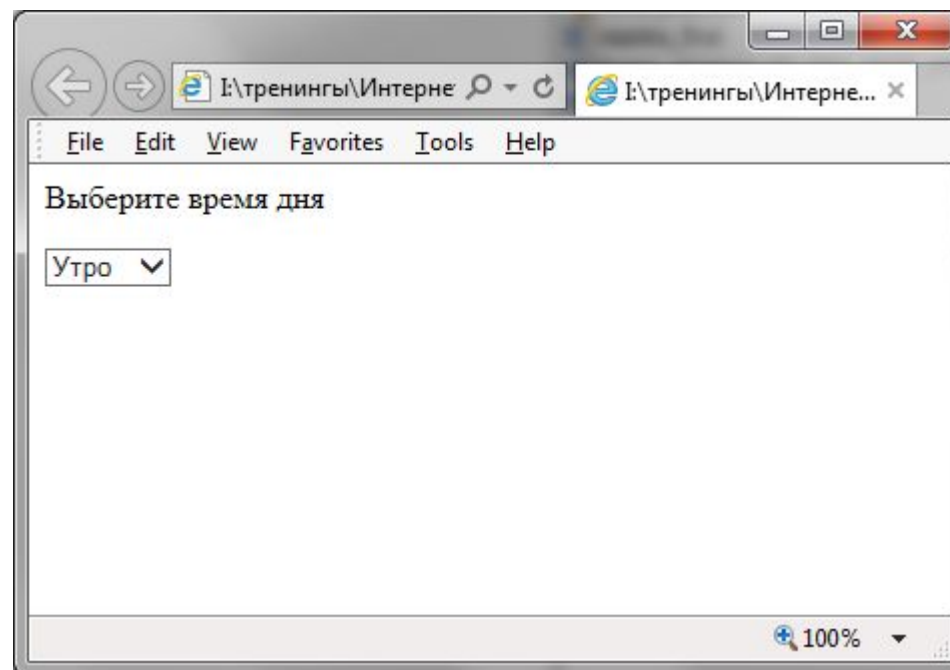 I:\тренинги\Интерне
I:\тренинги\Интерне...
File Edit View Favorites Tools Help
Выберите время дня
Утро
100%